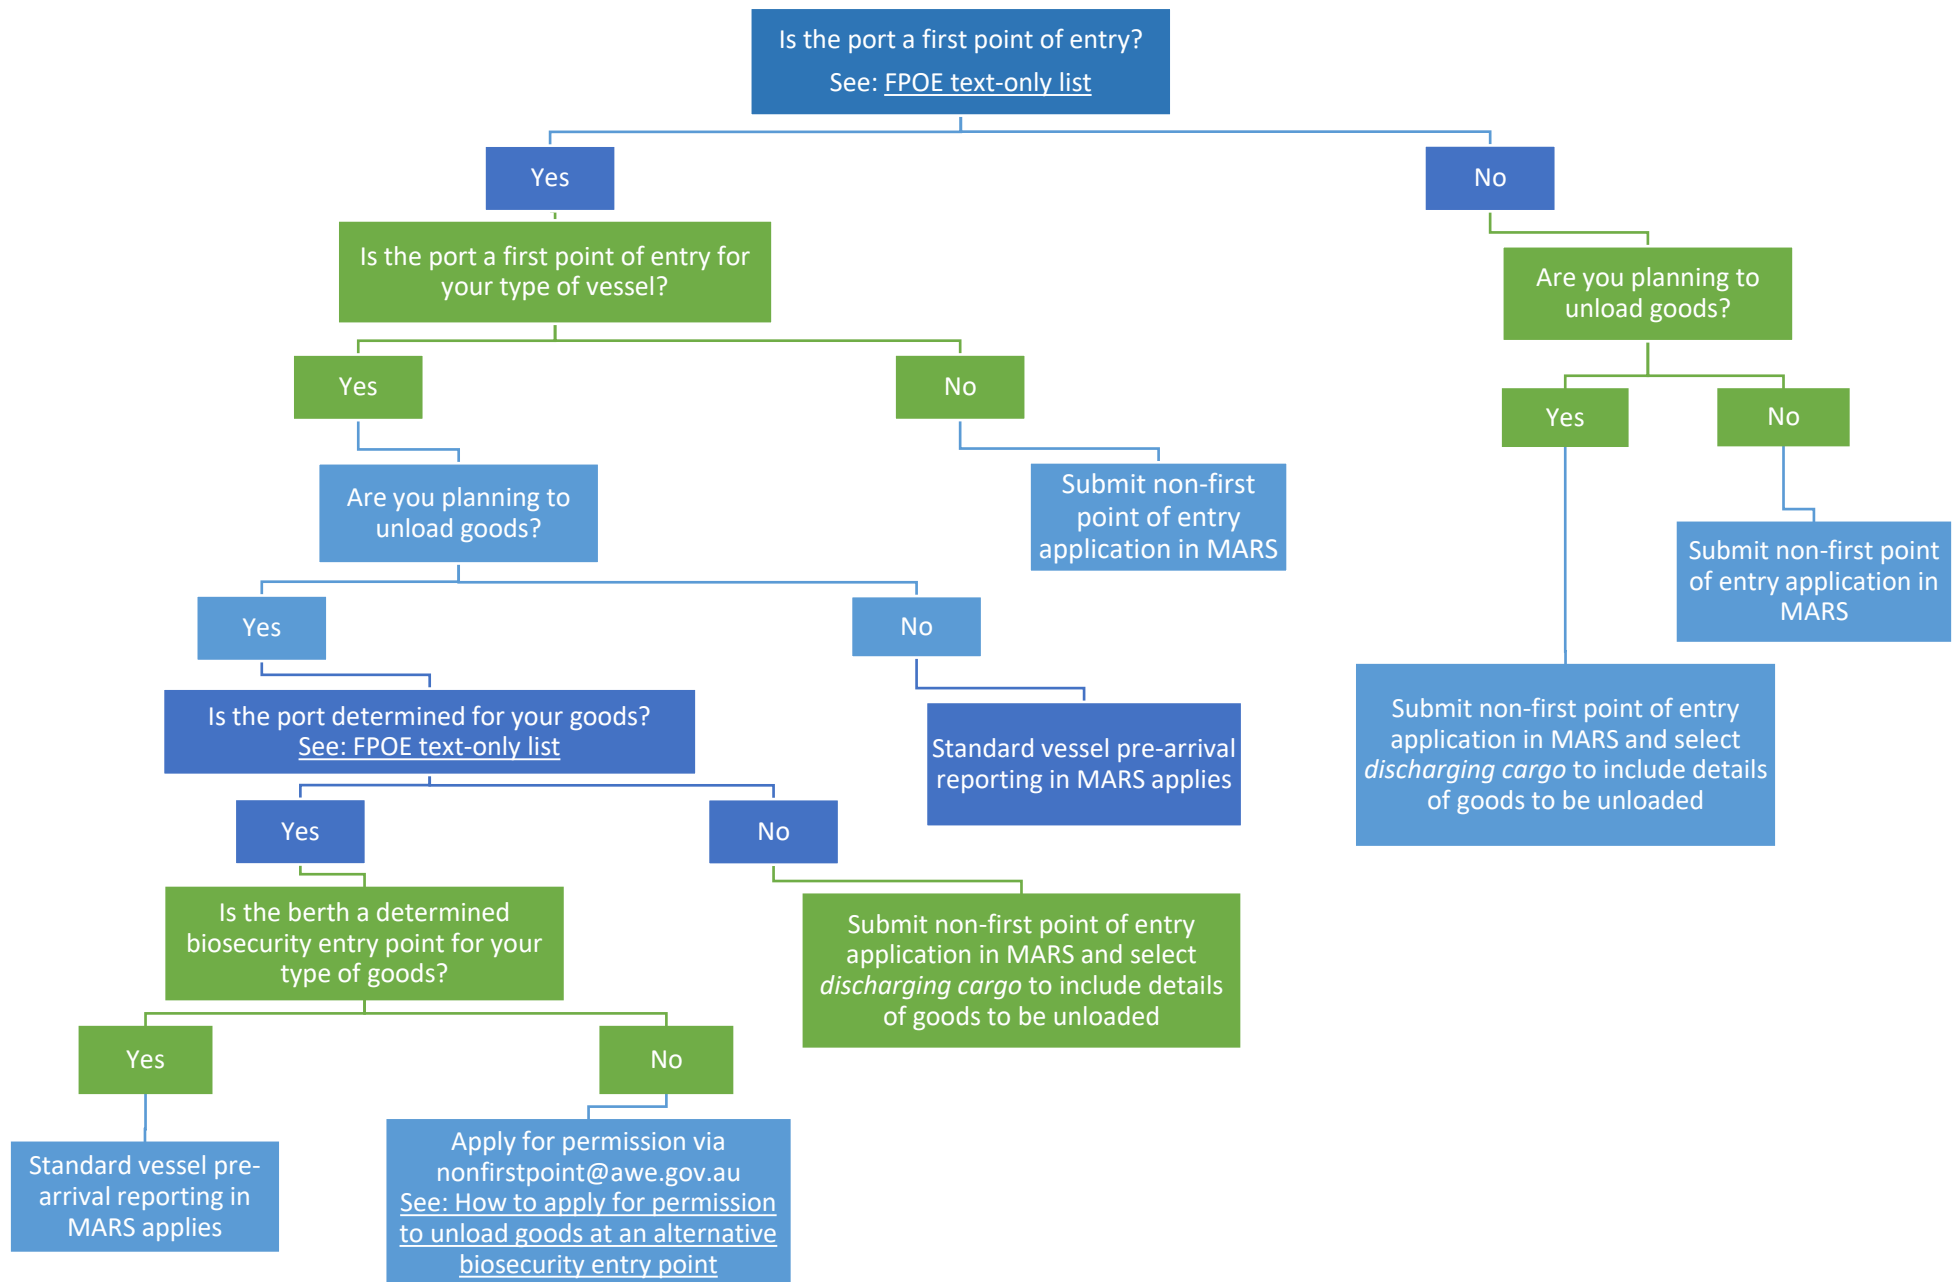 Is the port a first point of entry?
See: FPOE text-only list
Yes
No
Is the port a first point of entry for
your type of vessel?
Are you planning to
unload goods?
Yes
No
Yes
No
Are you planning to
unload goods?
Submit non-first
point of entry
application in MARS
Submit non-first point
of entry application in
MARS
Yes
No
Submit non-first point of entry
application in MARS and select
discharging cargo to include details
of goods to be unloaded
Is the port determined for your goods?
See: FPOE text-only list
Standard vessel pre-arrival
reporting in MARS applies
Yes
No
Is the berth a determined
biosecurity entry point for your
type of goods?
Submit non-first point of entry
application in MARS and select
discharging cargo to include details
of goods to be unloaded
Yes
No
Standard vessel pre-
arrival reporting in
MARS applies
Apply for permission via
nonfirstpoint@awe.gov.au
See: How to apply for permission
to unload goods at an alternative
biosecurity entry point